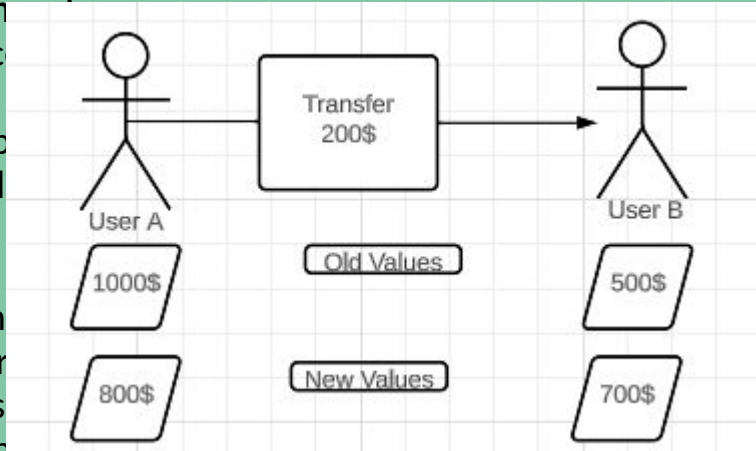 Transfer
200$
User A
User B
1000$
Old Values
500$
800$
New Values
700$